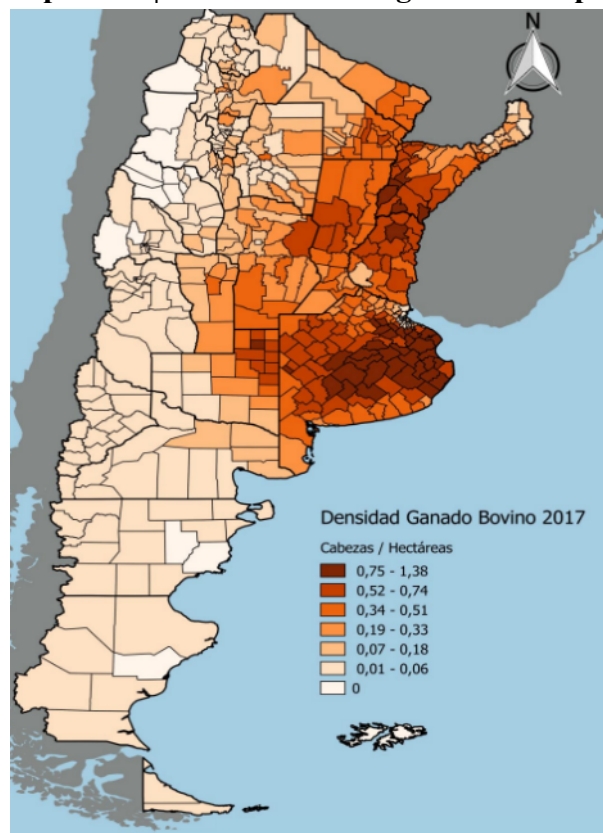 N
Densidad Ganado Bovino 2017
Cabezas / Hectáreas
0,75 - 1,38
0,52 - 0,74
0,34 - 0,51
0,19 - 0,33
0,07 - 0,18
0,01 - 0,06
0